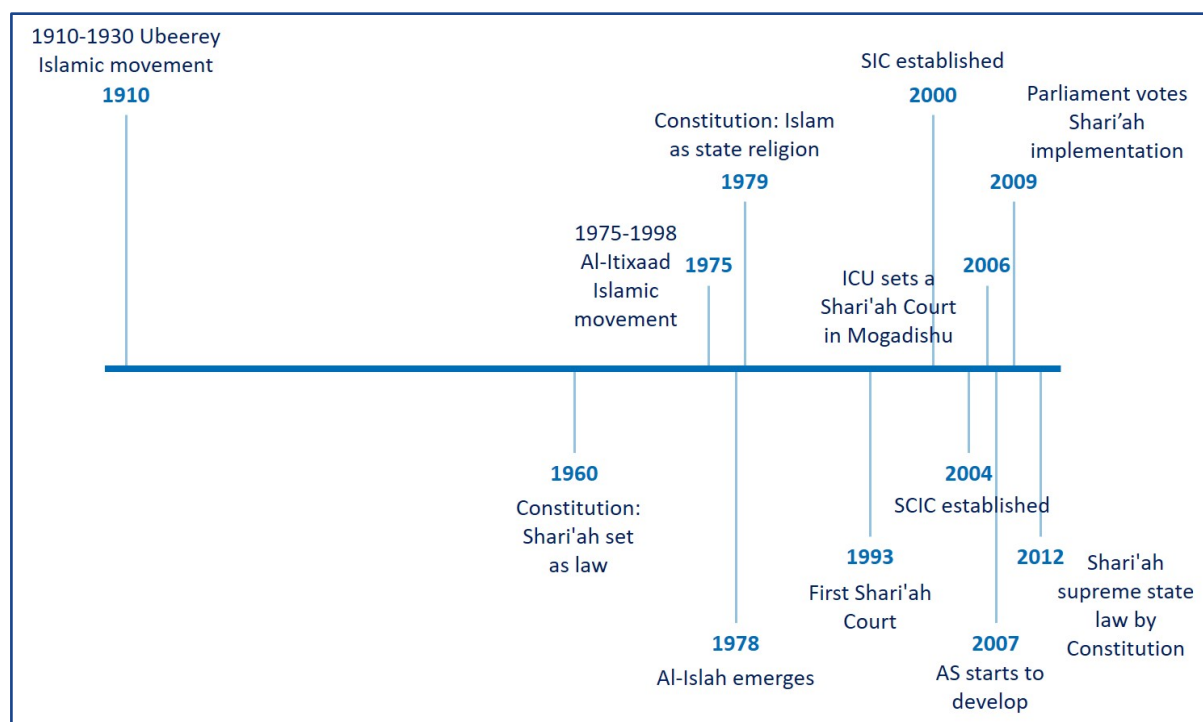 1910-1930 Ubeerey
Islamic movement
1910
SIC established
2000
Parliament votes
Shari’ah
implementation
2009
Constitution: Islam
as state religion
1979
1975-1998
Al-Itixaad
Islamic
movement
1975
ICU sets a
Shari'ah Court
in Mogadishu
2006
1960
Constitution:
Shari'ah set
as law
1978
Al-Islah emerges
1993
First Shari'ah
Court
2004
SCIC established
2007
AS starts to
develop
2012
Shari'ah
supreme state
law by
Constitution